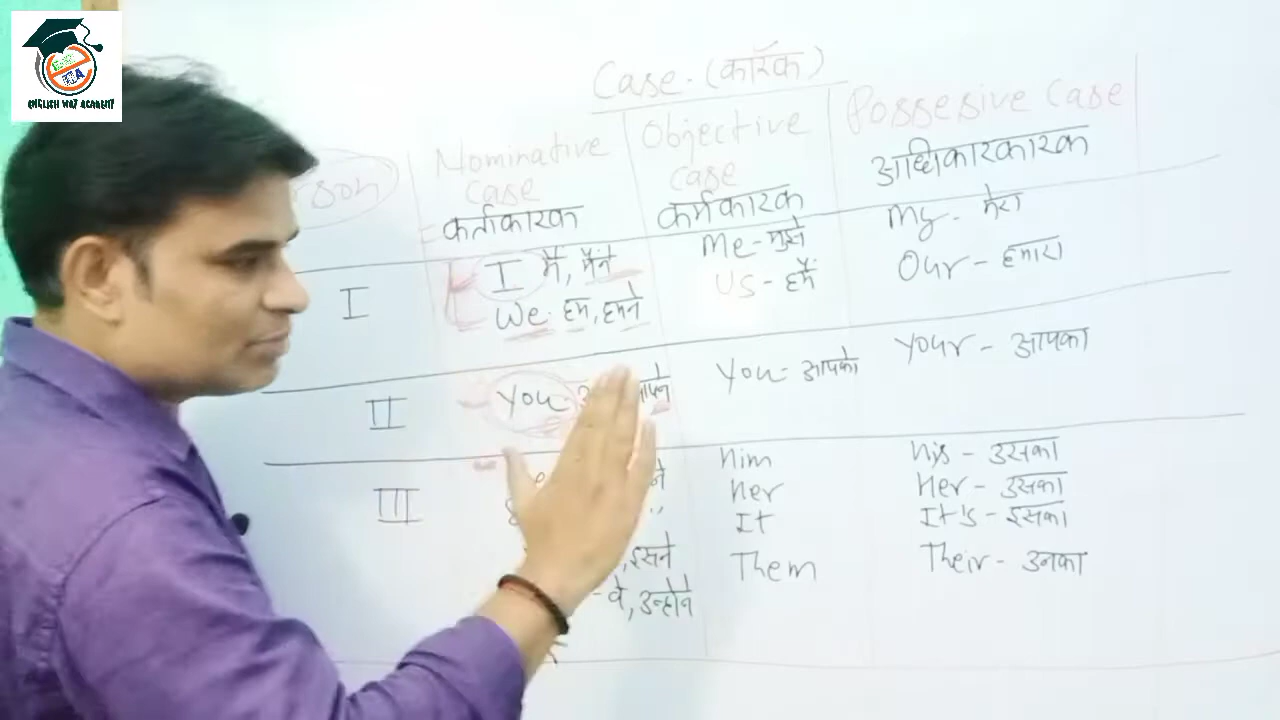 ENGLISH WAY ACADEMY
Case. (कारक)
Nominative Case
कर्ताकारक
Objective Case
कर्मकारक
Possesive Case
अधिकारकारक
I
I मैं, मैंने
We. हम, हमने
Me - मुझे
US - हमें
My - मेरा
Our - हमारा
II
You
You - आपको
Your - आपका
III
,इसने
- वे, उन्होंने
him
her
It
Them
his - उसका
Her - उसका
It's - इसका
Their - उनका